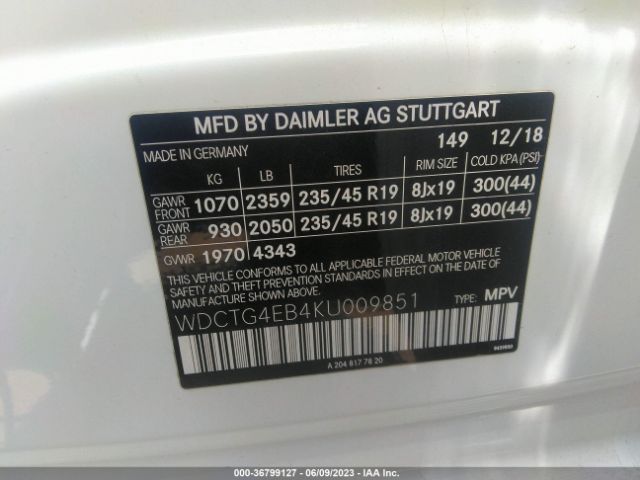 MFD BY DAIMLER AG STUTTGART
MADE IN GERMANY 149 12/18
KG LB TIRES RIM SIZE COLD KPA(PSI)
GAWR FRONT 1070 2359 235/45 R19 8Jx19 300(44)
GAWR REAR 930 2050 235/45 R19 8Jx19 300(44)
GVWR 1970 4343
THIS VEHICLE CONFORMS TO ALL APPLICABLE FEDERAL MOTOR VEHICLE
SAFETY AND THEFT PREVENTION STANDARDS IN EFFECT ON THE DATE OF
MANUFACTURE SHOWN ABOVE.
WDCTG4EB4KU009851 TYPE: MPV
A 204 817 78 20
000-36799127 - 06/09/2023 - IAA Inc.